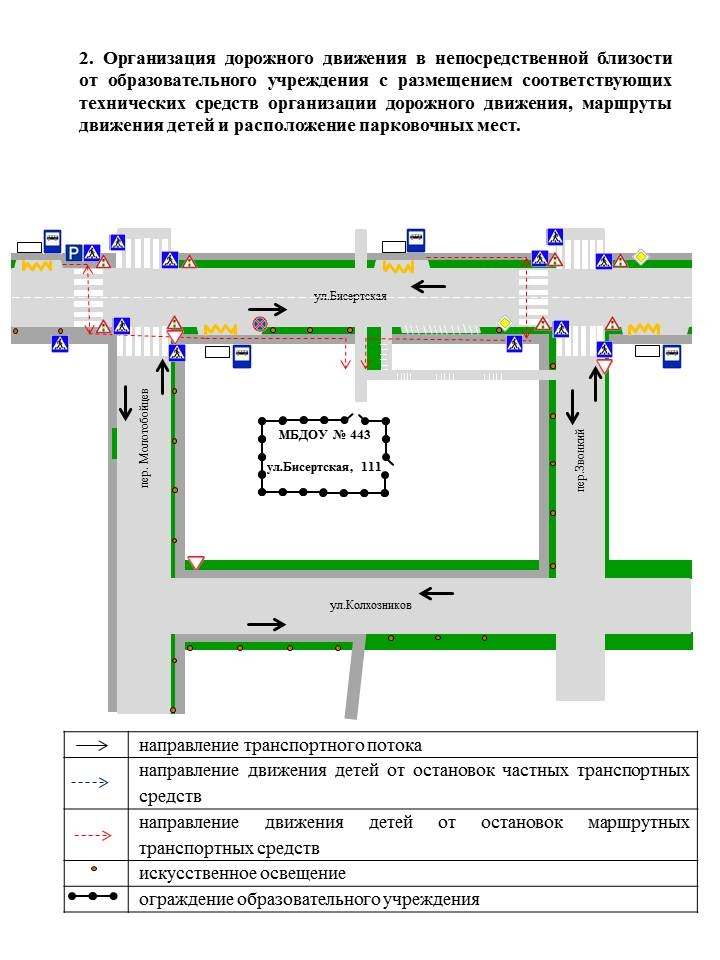 2. Организация дорожного движения в непосредственной близости
от образовательного учреждения с размещением соответствующих
технических средств организации дорожного движения, маршруты
движения детей и расположение парковочных мест.
P
ул.Бисертская
пер. Молотобойцев
МБДОУ № 443
ул.Бисертская, 111
пер.Звонкий
ул.Колхозников
направление транспортного потока
направление движения детей от остановок частных транспортных
средств
направление движения детей от остановок маршрутных
транспортных средств
искусственное освещение
ограждение образовательного учреждения